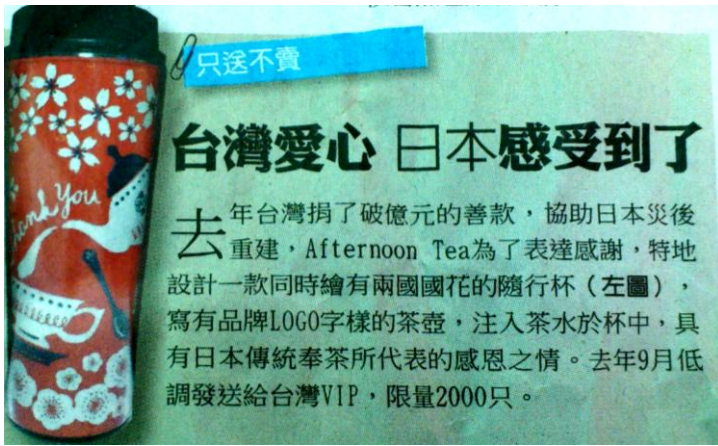 只送不賣
台灣愛心 日本感受到了
去年台灣捐了破億元的善款，協助日本災後
重建，Afternoon Tea為了表達感謝，特地
設計一款同時繪有兩國國花的隨行杯（左圖），
寫有品牌LOGO字樣的茶壺，注入茶水於杯中，具
有日本傳統奉茶所代表的感恩之情。去年9月低
調發送給台灣VIP，限量2000只。
Thank You